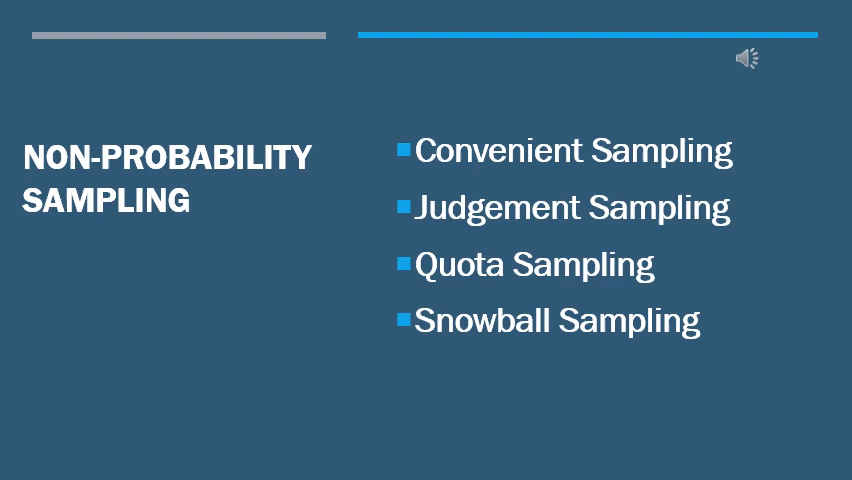 NON-PROBABILITY
SAMPLING
Convenient Sampling
Judgement Sampling
Quota Sampling
Snowball Sampling